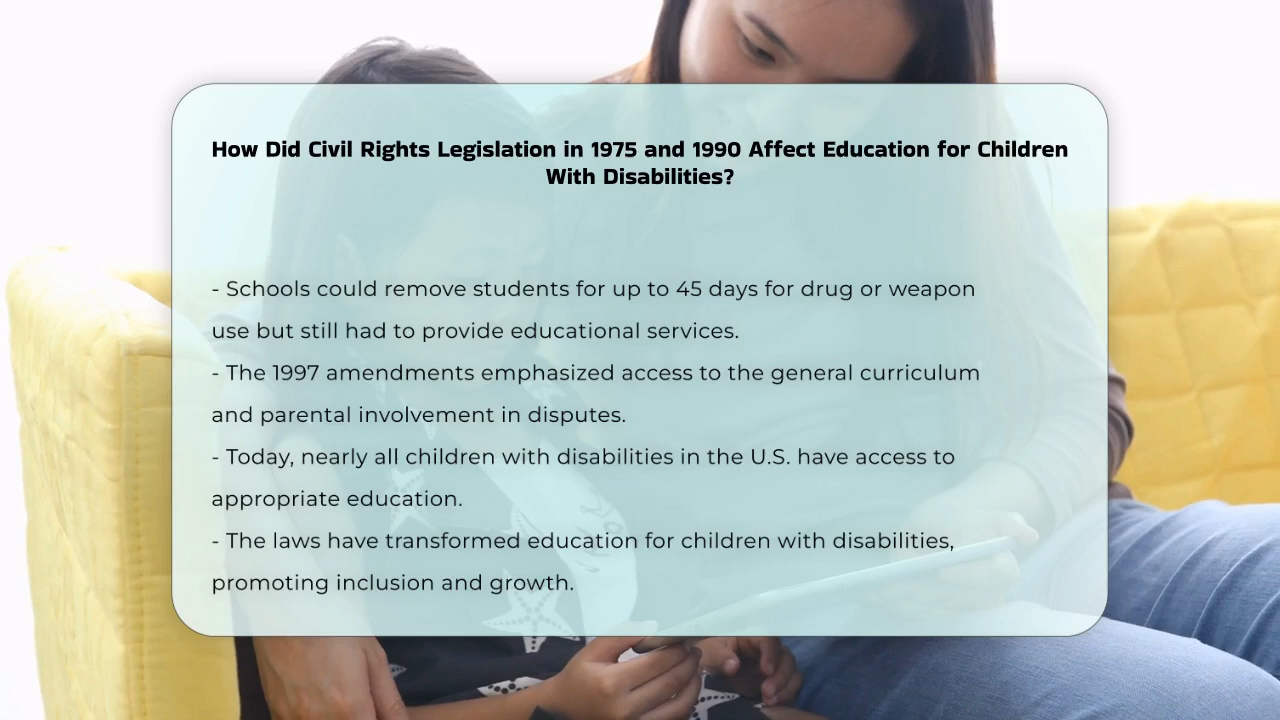 How Did Civil Rights Legislation in 1975 and 1990 Affect Education for Children
With Disabilities?
- Schools could remove students for up to 45 days for drug or weapon
use but still had to provide educational services.
- The 1997 amendments emphasized access to the general curriculum
and parental involvement in disputes.
- Today, nearly all children with disabilities in the U.S. have access to
appropriate education.
- The laws have transformed education for children with disabilities,
promoting inclusion and growth.